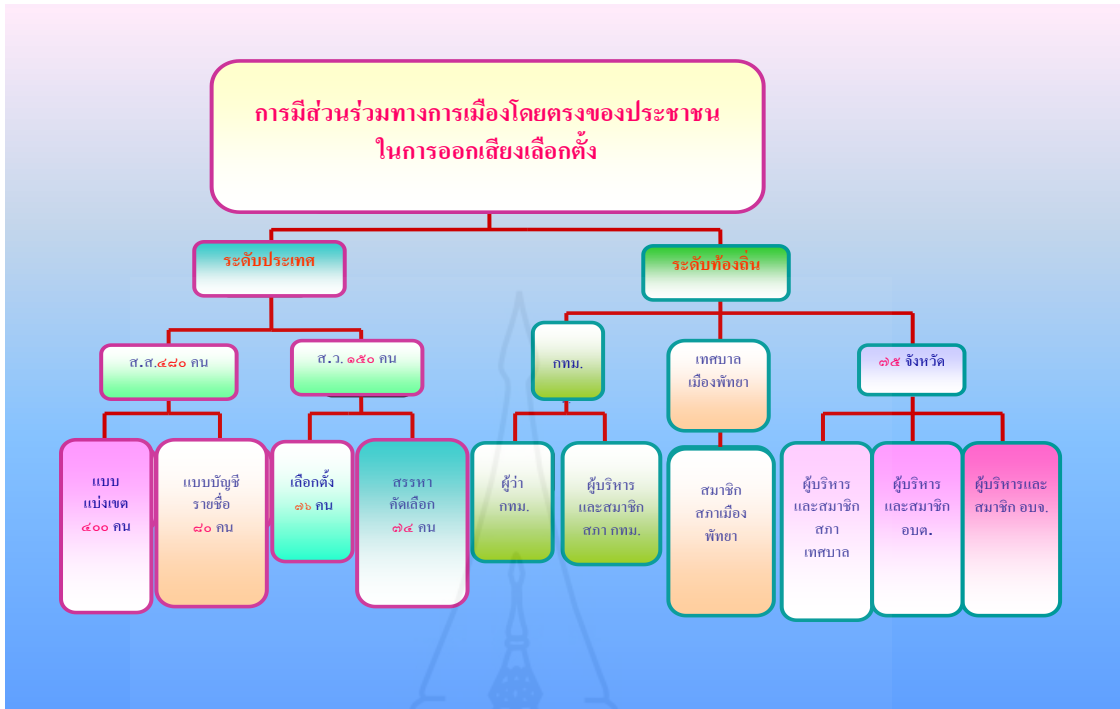 การมีส่วนร่วมทางการเมืองโดยตรงของประชาชน
ในการออกเสียงเลือกตั้ง
ระดับประเทศ
ระดับท้องถิ่น
ส.ส.๔๘๐ คน
ส.ว. ๑๕๐ คน
กทม.
เทศบาล
เมืองพัทยา
๗๕ จังหวัด
แบบ
แบ่งเขต
๔๐๐ คน
แบบบัญชี
รายชื่อ
๘๐ คน
เลือกตั้ง
๗๖ คน
สรรหา
คัดเลือก
๗๔ คน
ผู้ว่า
กทม.
ผู้บริหาร
และสมาชิก
สภา กทม.
สมาชิก
สภาเมือง
พัทยา
ผู้บริหาร
และสมาชิก
สภา
เทศบาล
ผู้บริหาร
และสมาชิก
อบต.
ผู้บริหารและ
สมาชิก อบจ.